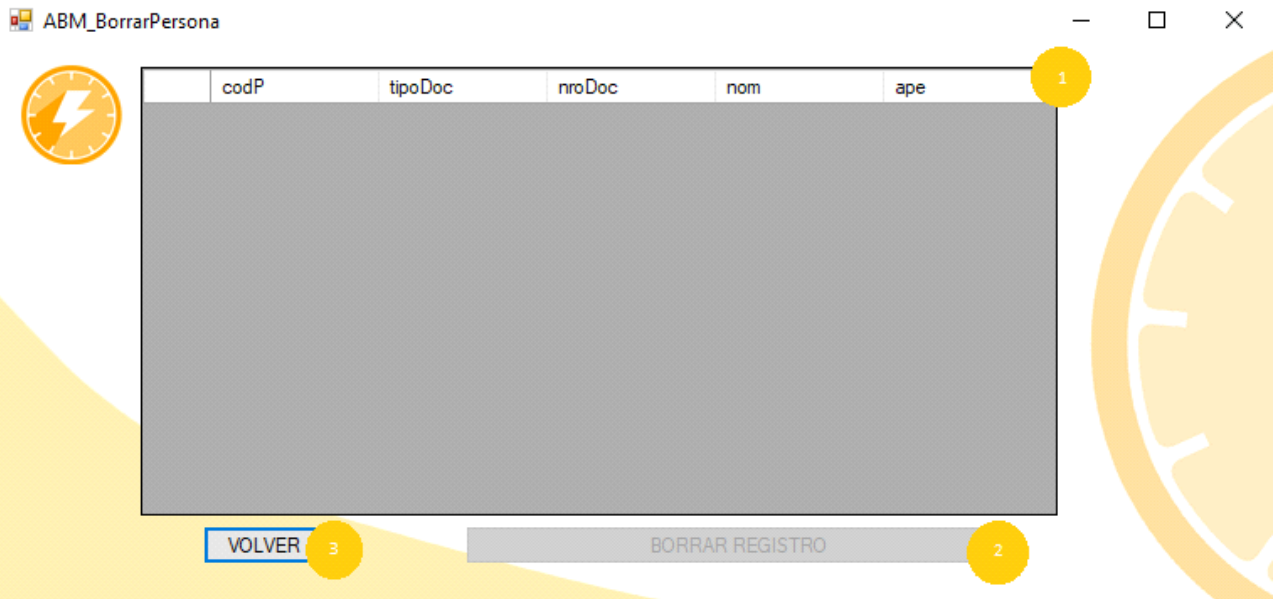 ABM_BorrarPersona
codP tipoDoc nroDoc nom ape 1
VOLVER 3 BORRAR REGISTRO 2